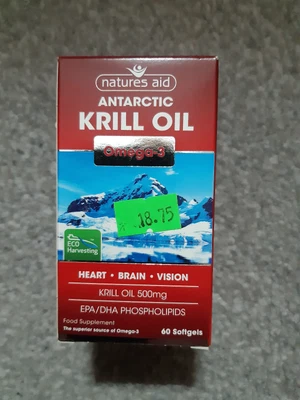 natures aid
ANTARCTIC
KRILL OIL
Omega-3
18.75
ECO
Harvesting
HEART • BRAIN • VISION
KRILL OIL 500mg
EPA/DHA PHOSPHOLIPIDS
Food Supplement
The superior source of Omega-3
60 Softgels